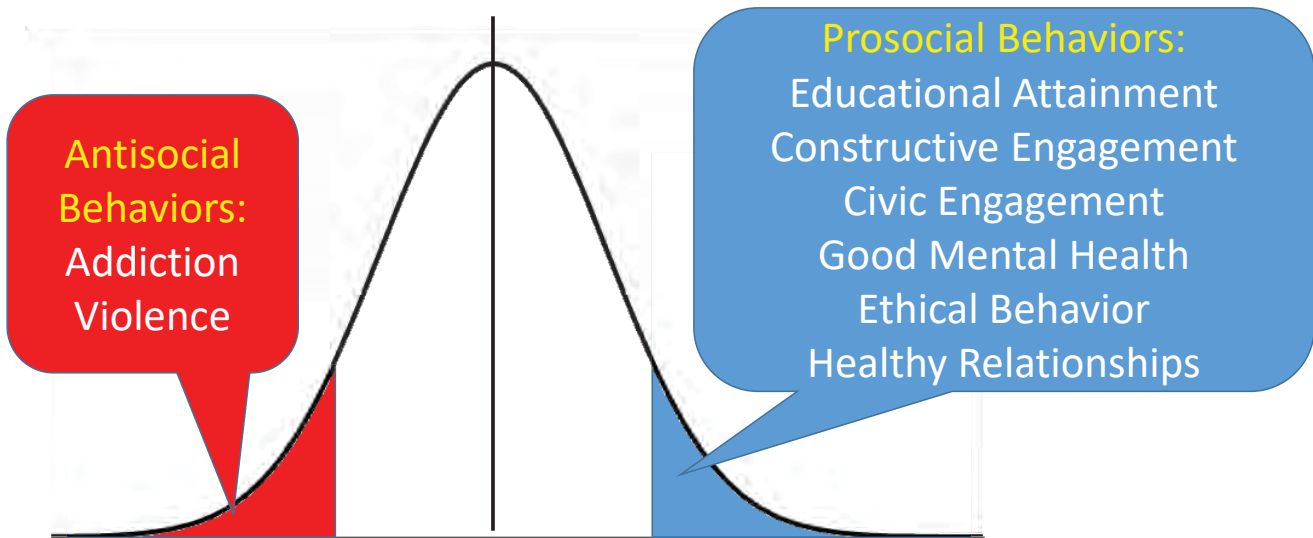 Antisocial
Behaviors:
Addiction
Violence
Prosocial Behaviors:
Educational Attainment
Constructive Engagement
Civic Engagement
Good Mental Health
Ethical Behavior
Healthy Relationships